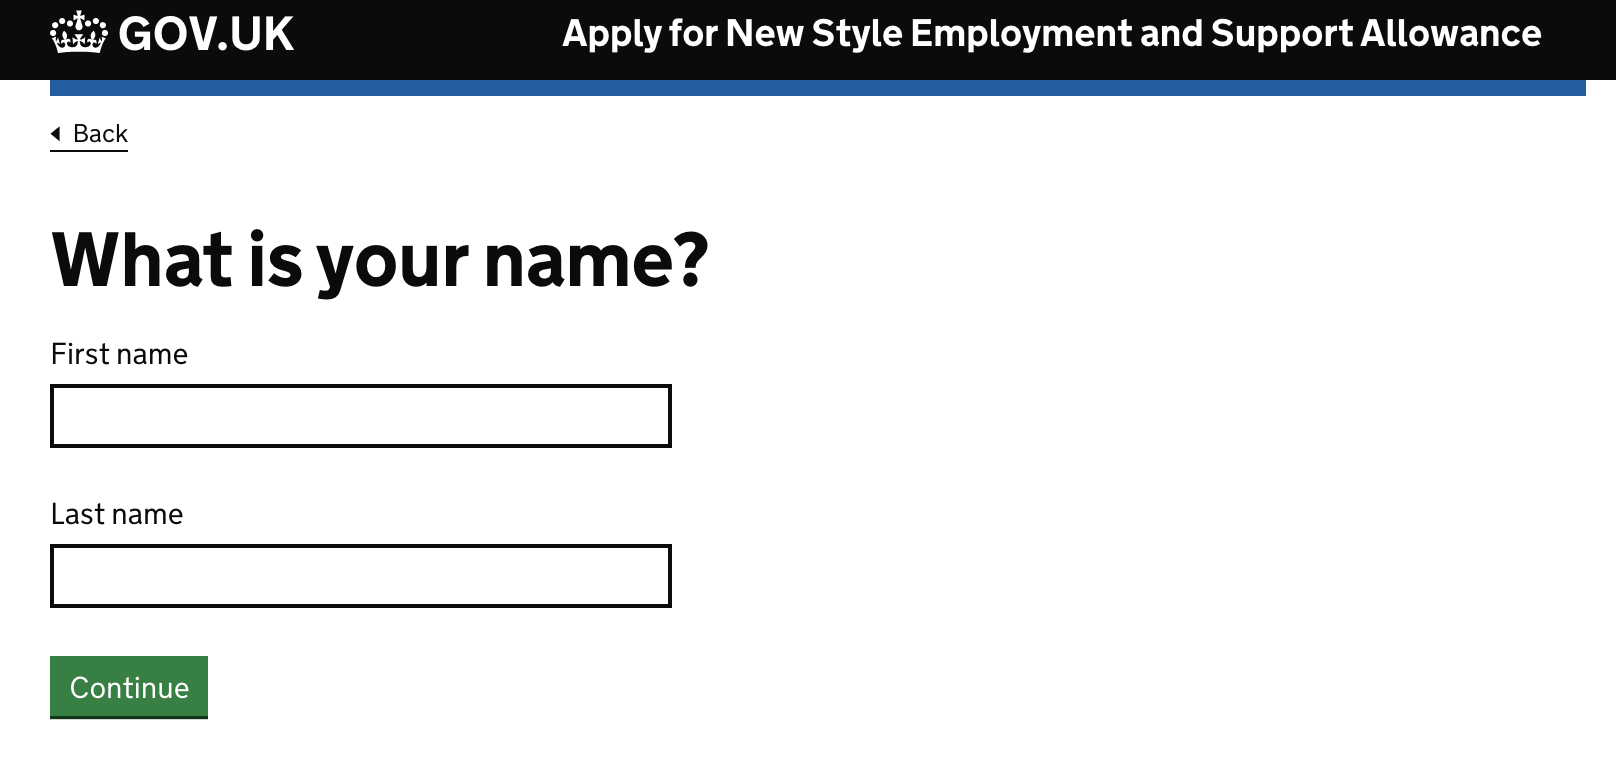 GOV.UK
Apply for New Style Employment and Support Allowance
Back
What is your name?
First name
Last name
Continue